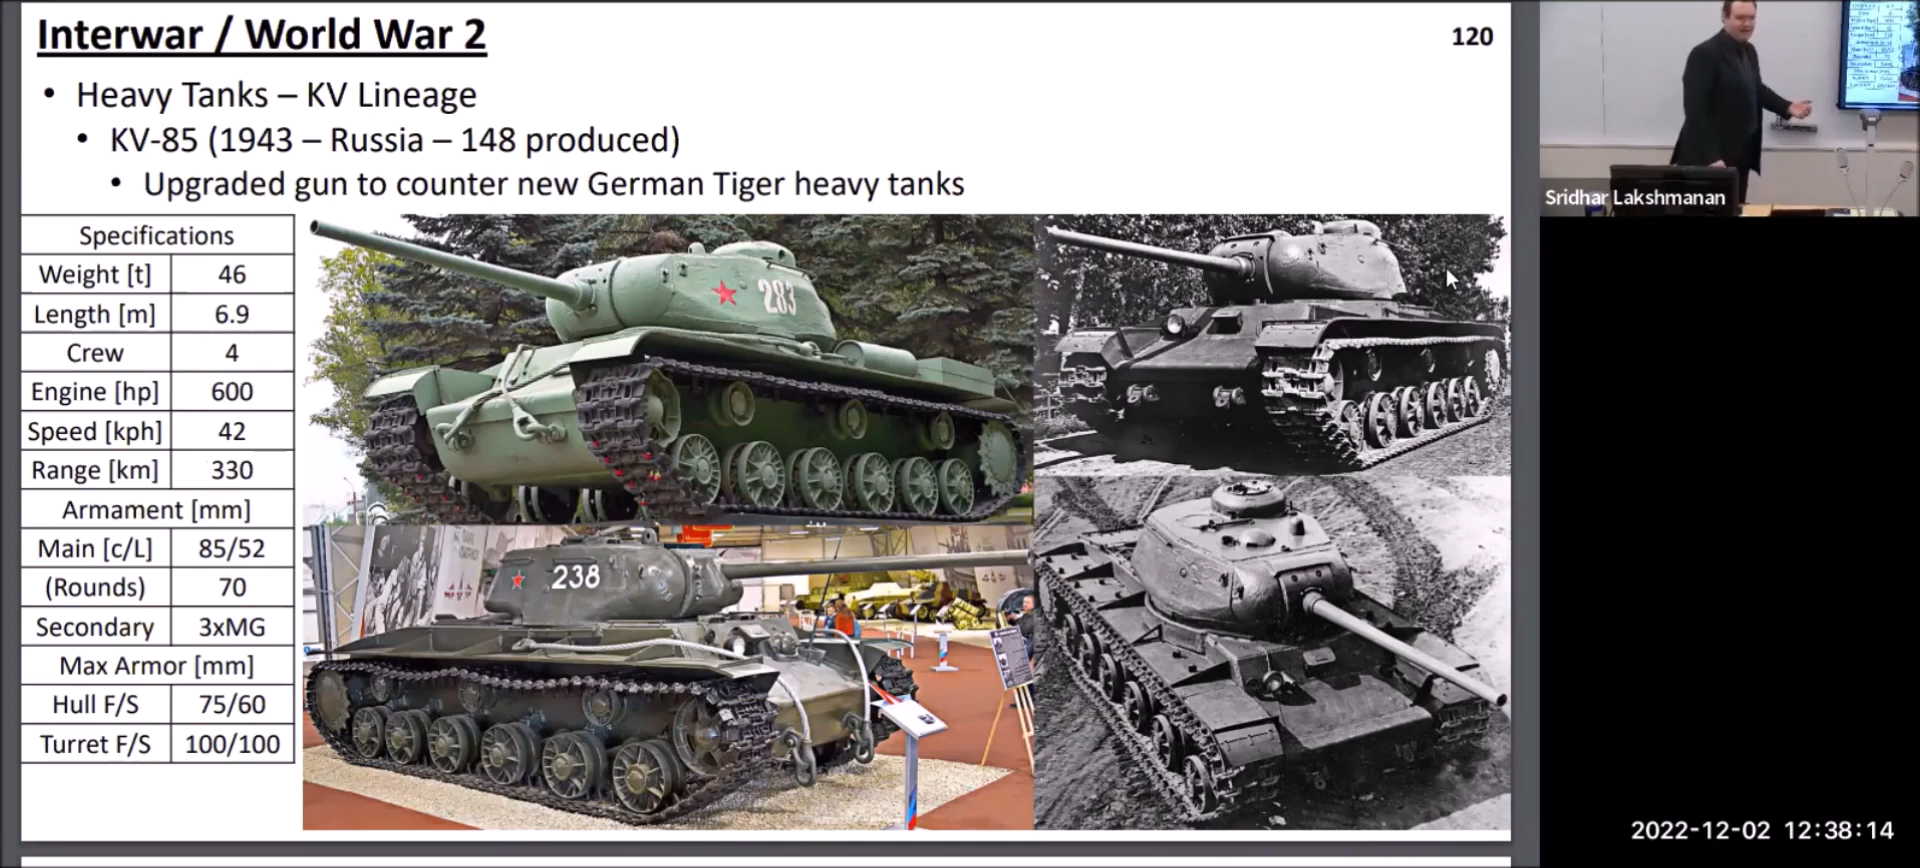 Interwar / World War 2
120
• Heavy Tanks – KV Lineage
• KV-85 (1943 – Russia – 148 produced)
• Upgraded gun to counter new German Tiger heavy tanks
Specifications
Weight [t] 46
Length [m] 6.9
Crew 4
Engine [hp] 600
Speed [kph] 42
Range [km] 330
Armament [mm]
Main [c/L] 85/52
(Rounds) 70
Secondary 3xMG
Max Armor [mm]
Hull F/S 75/60
Turret F/S 100/100
283
238
Sridhar Lakshmanan
2022-12-02 12:38:14